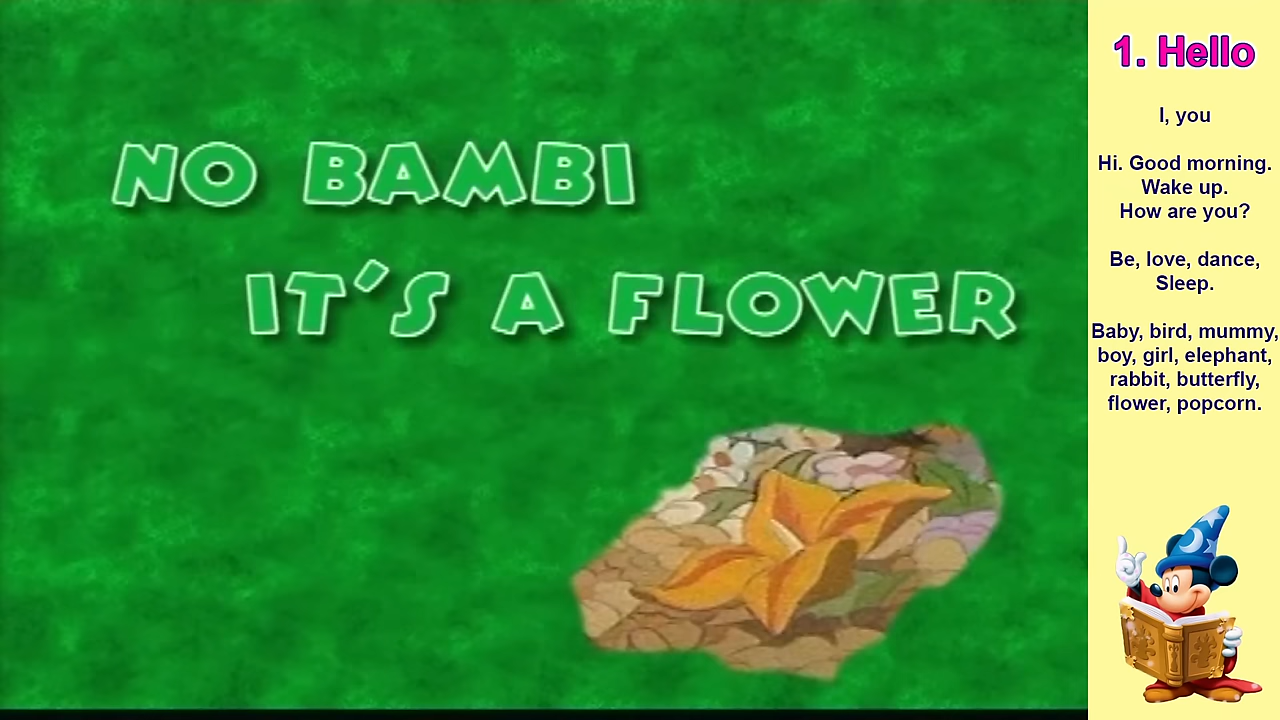 NO BAMBI
IT'S A FLOWER
1. Hello
I, you
Hi. Good morning.
Wake up.
How are you?
Be, love, dance,
Sleep.
Baby, bird, mummy,
boy, girl, elephant,
rabbit, butterfly,
flower, popcorn.